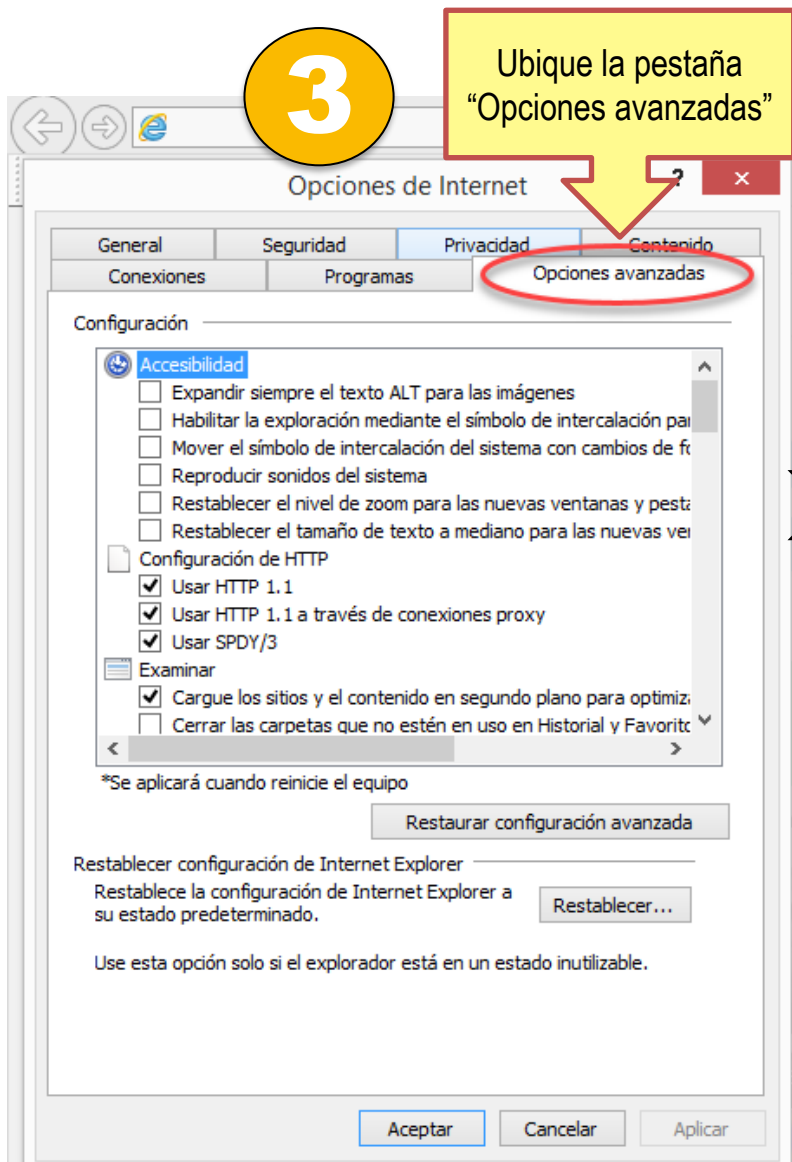 3
Ubique la pestaña
“Opciones avanzadas”
Opciones de Internet
?
General Seguridad Privacidad Contenido
Conexiones Programas Opciones avanzadas
Configuración
Accesibilidad
Expandir siempre el texto ALT para las imágenes
Habilitar la exploración mediante el símbolo de intercalación
Mover el símbolo de intercalación del sistema con cambios de
Reproducir sonidos del sistema
Restablecer el nivel de zoom para las nuevas ventanas y
Restablecer el tamaño de texto a mediano para las nuevas
Configuración de HTTP
Usar HTTP 1.1
Usar HTTP 1.1 a través de conexiones proxy
Usar SPDY/3
Examinar
Cargue los sitios y el contenido en segundo plano para
Cerrar las carpetas que no estén en uso en Historial y
*Se aplicará cuando reinicie el equipo
Restaurar configuración avanzada
Restablecer configuración de Internet Explorer
Restablece la configuración de Internet Explorer a
su estado predeterminado.
Restablecer...
Use esta opción solo si el explorador está en un estado inutilizable.
Aceptar Cancelar Aplicar